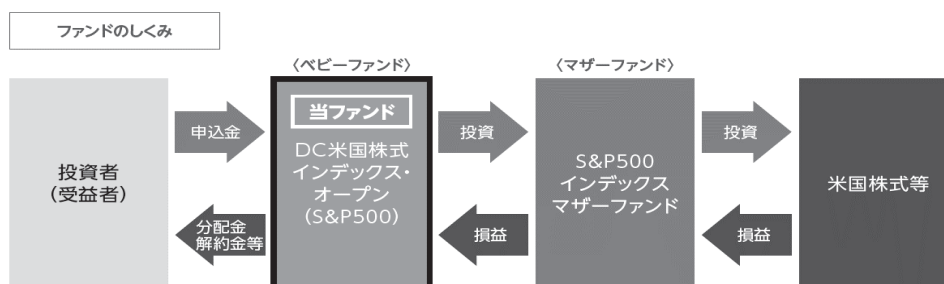 ファンドのしくみ
〈ベビーファンド〉
〈マザーファンド〉
投資者
（受益者）
申込金
分配金
解約金等
当ファンド
DC米国株式
インデックス・
オープン
（S&P500）
投資
損益
S&P500
インデックス
マザーファンド
投資
損益
米国株式等